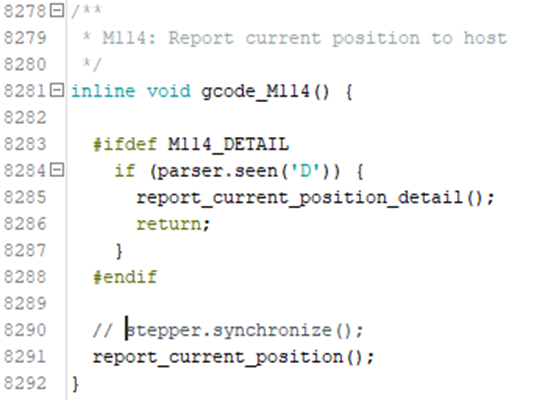 8278 /**
8279  * M114: Report current position to host
8280  */
8281 inline void gcode_M114() {
8282
8283   #ifdef M114_DETAIL
8284     if (parser.seen('D')) {
8285       report_current_position_detail();
8286       return;
8287     }
8288   #endif
8289
8290   // stepper.synchronize();
8291   report_current_position();
8292 }